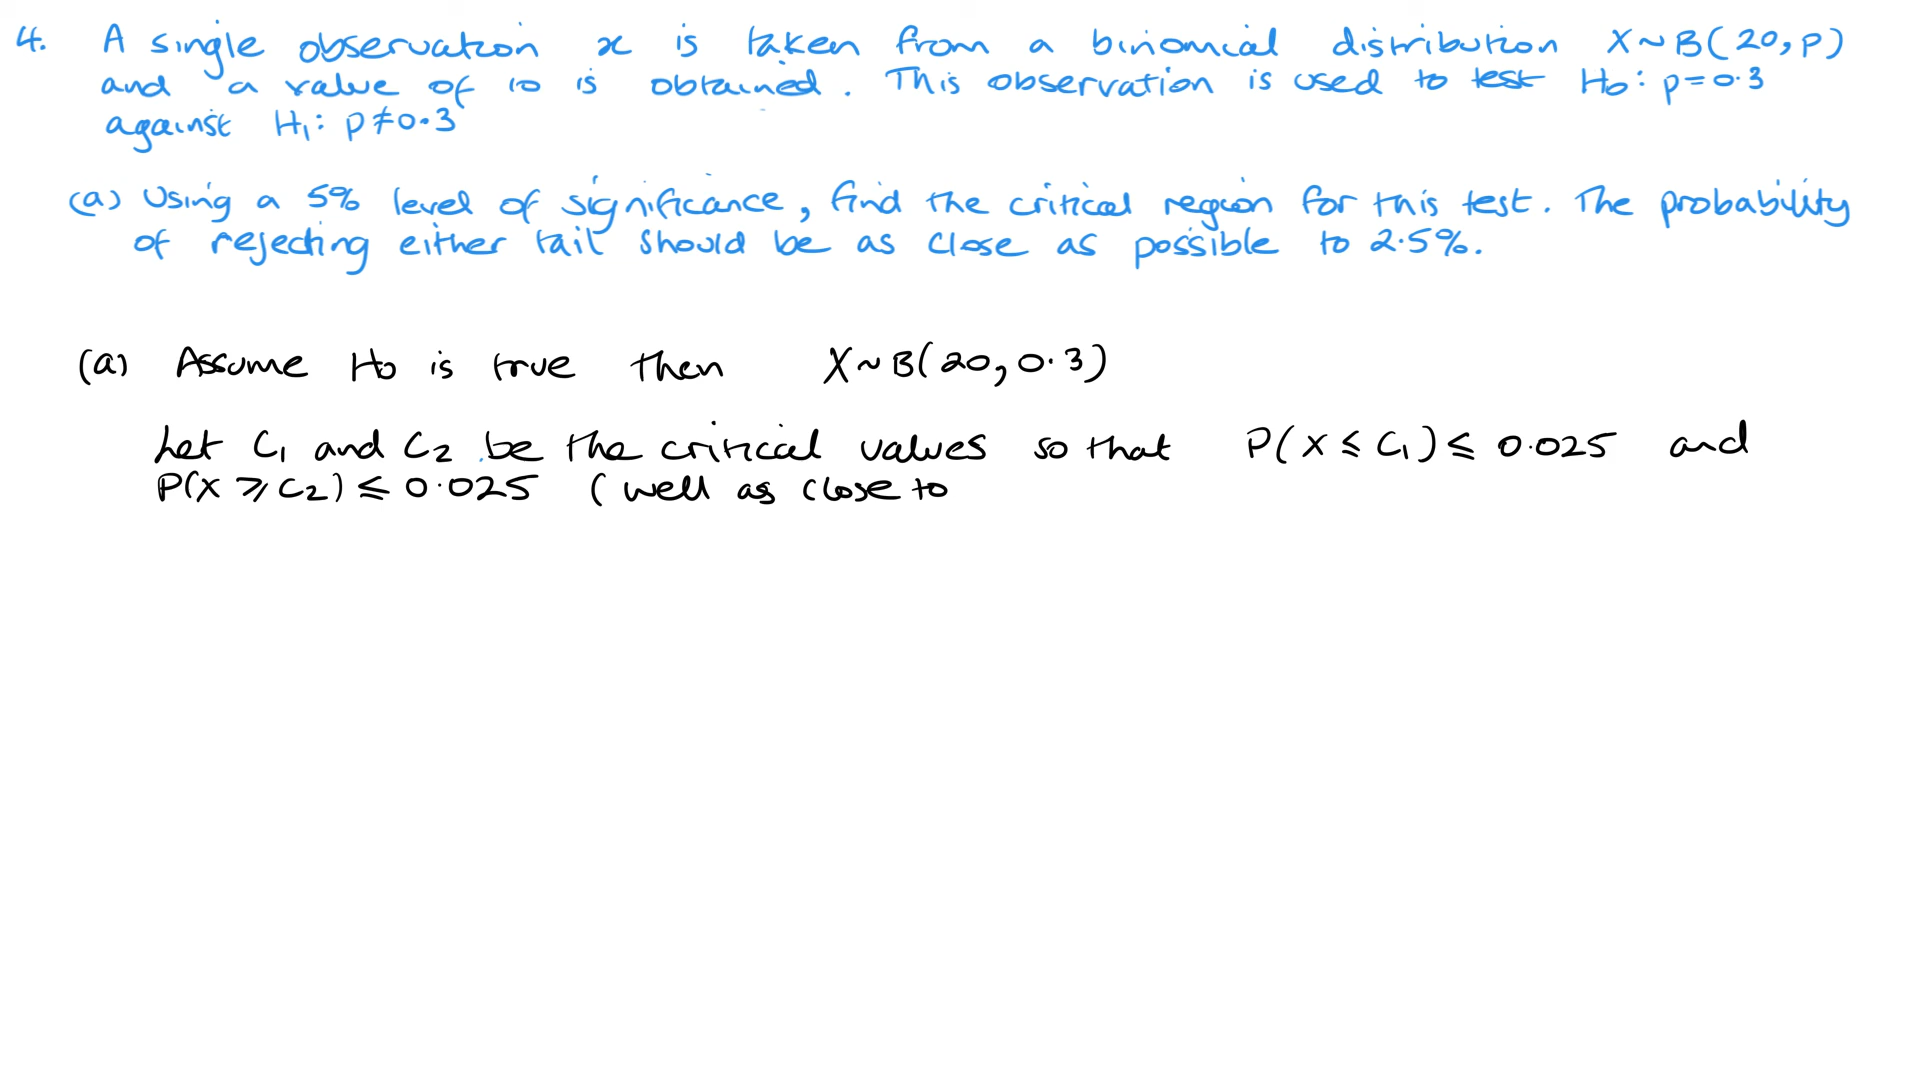 4. A single observation x is taken from a binomial distribution X~B(20,p)
and a value of 10 is obtained. This observation is used to test H₀: p=0.3
against H₁: p≠0.3
(a) Using a 5% level of significance, find the critical region for this test. The probability
of rejecting either tail should be as close as possible to 2.5%.
(a) Assume H₀ is true then X~B(20,0.3)
Let C₁ and C₂ be the critical values so that P(X ≤ C₁) ≤ 0.025 and
P(X ≥ C₂) ≤ 0.025 (well as close to